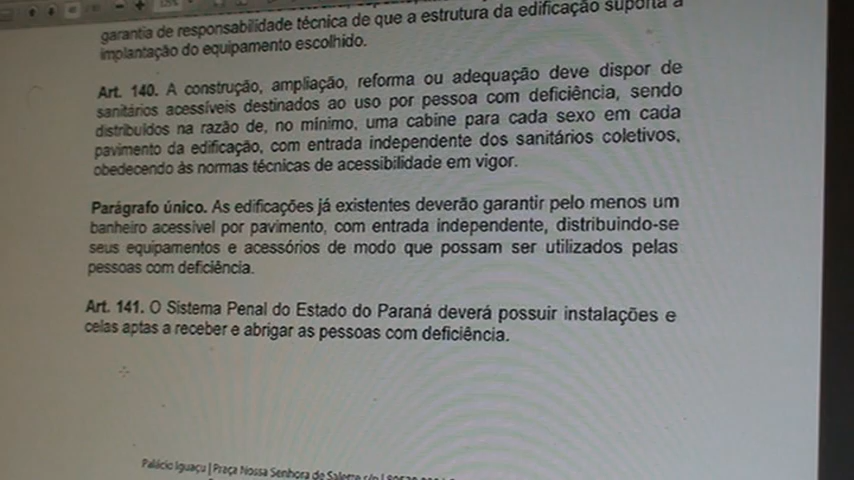 garantia de responsabilidade técnica de que a estrutura da edificação suporta a
implantação do equipamento escolhido.
Art. 140. A construção, ampliação, reforma ou adequação deve dispor de
sanitários acessíveis destinados ao uso por pessoa com deficiência, sendo
distribuídos na razão de, no mínimo, uma cabine para cada sexo em cada
pavimento da edificação, com entrada independente dos sanitários coletivos,
obedecendo às normas técnicas de acessibilidade em vigor.
Parágrafo único. As edificações já existentes deverão garantir pelo menos um
banheiro acessível por pavimento, com entrada independente, distribuindo-se
seus equipamentos e acessórios de modo que possam ser utilizados pelas
pessoas com deficiência.
Art. 141. O Sistema Penal do Estado do Paraná deverá possuir instalações e
celas aptas a receber e abrigar as pessoas com deficiência.
Palácio Iguaçu | Praça Nossa Senhora de Salette s/n |